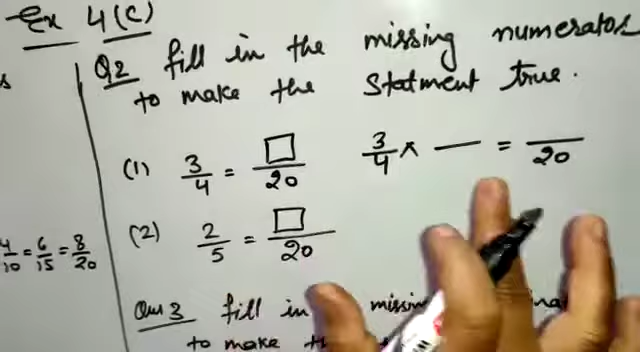 Ex 4(C)
Q2 fill in the missing numerator
to make the statment true.
(1) 3/4 = □/20 3/4 × — = —/20
(2) 2/5 = □/20
4/10 = 6/15 = 8/20
Que 3 fill in
to make